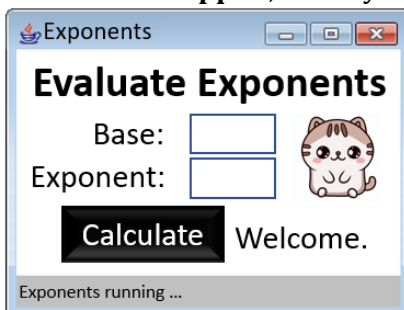 Exponents
Evaluate Exponents
Base:
Exponent:
Calculate Welcome.
Exponents running ...